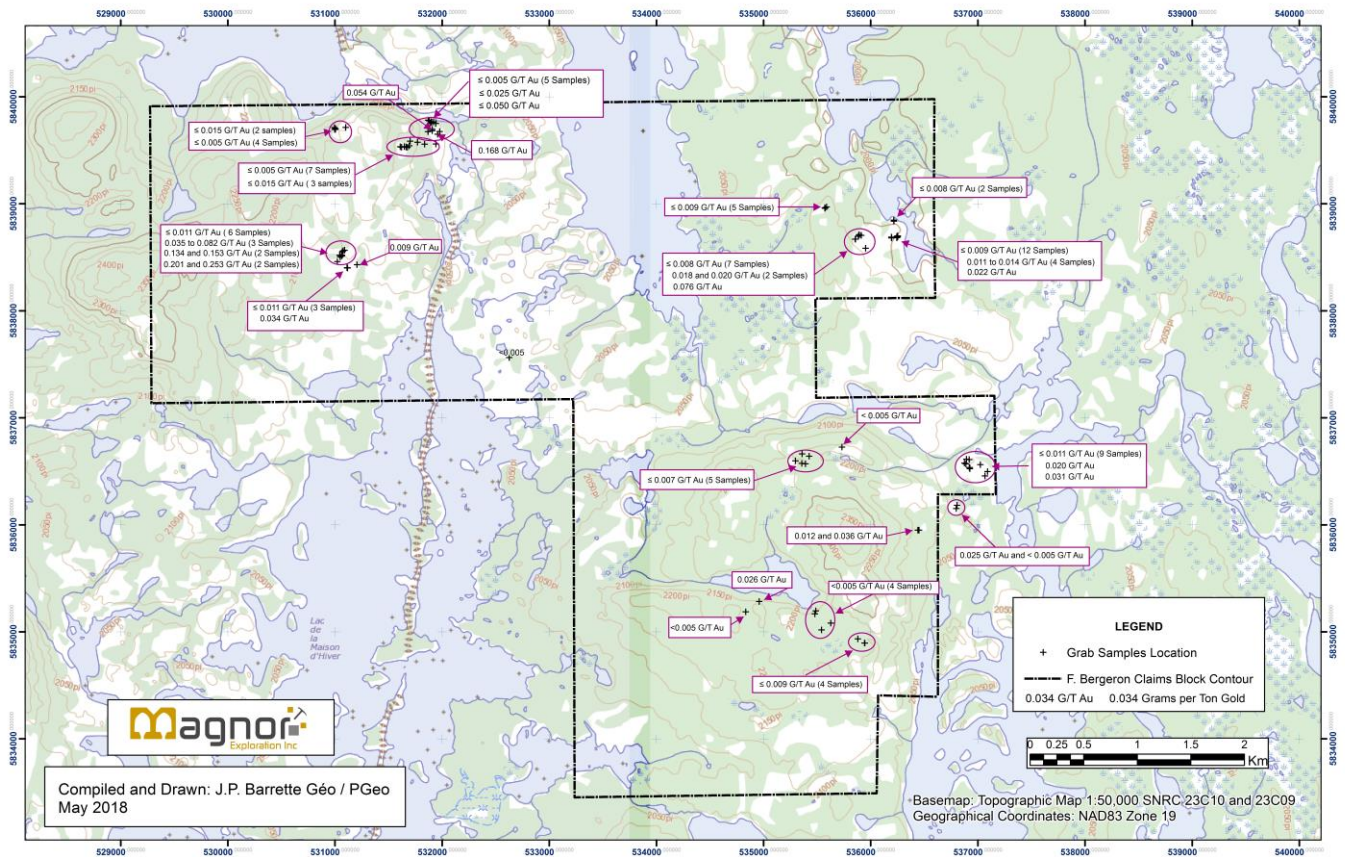 529000 530000 531000 532000 533000 534000 535000 536000 537000 538000 539000 540000
5840000
5839000
5838000
5837000
5836000
5835000
5834000
0.054 G/T Au
≤ 0.005 G/T Au (5 Samples)
≤ 0.025 G/T Au
≤ 0.050 G/T Au
≤ 0.015 G/T Au (2 samples)
≤ 0.005 G/T Au (4 Samples)
0.168 G/T Au
≤ 0.005 G/T Au (7 Samples)
≤ 0.015 G/T Au ( 3 samples)
≤ 0.008 G/T Au (2 Samples)
≤ 0.009 G/T Au (5 Samples)
≤ 0.011 G/T Au ( 6 Samples)
0.035 to 0.082 G/T Au (3 Samples)
0.134 and 0.153 G/T Au (2 Samples)
0.201 and 0.253 G/T Au (2 Samples)
0.009 G/T Au
≤ 0.009 G/T Au (12 Samples)
0.011 to 0.014 G/T Au (4 Samples)
0.022 G/T Au
≤ 0.008 G/T Au (7 Samples)
0.018 and 0.020 G/T Au (2 Samples)
0.076 G/T Au
≤ 0.011 G/T Au (3 Samples)
0.034 G/T Au
<0.005
< 0.005 G/T Au
≤ 0.011 G/T Au (9 Samples)
0.020 G/T Au
0.031 G/T Au
≤ 0.007 G/T Au (5 Samples)
0.012 and 0.036 G/T Au
0.025 G/T Au and < 0.005 G/T Au
0.026 G/T Au
<0.005 G/T Au (4 Samples)
<0.005 G/T Au
≤ 0.009 G/T Au (4 Samples)
Lac
de
la
Maison
d'Hiver
LEGEND
+ Grab Samples Location
F. Bergeron Claims Block Contour
0.034 G/T Au 0.034 Grams per Ton Gold
0 0.25 0.5 1 1.5 2
Km
Magnor
Exploration Inc
Compiled and Drawn: J.P. Barrette Géo / PGeo
May 2018
Basemap: Topographic Map 1:50,000 SNRC 23C10 and 23C09
Geographical Coordinates: NAD83 Zone 19
529000 530000 531000 532000 533000 534000 535000 536000 537000 538000 539000 540000